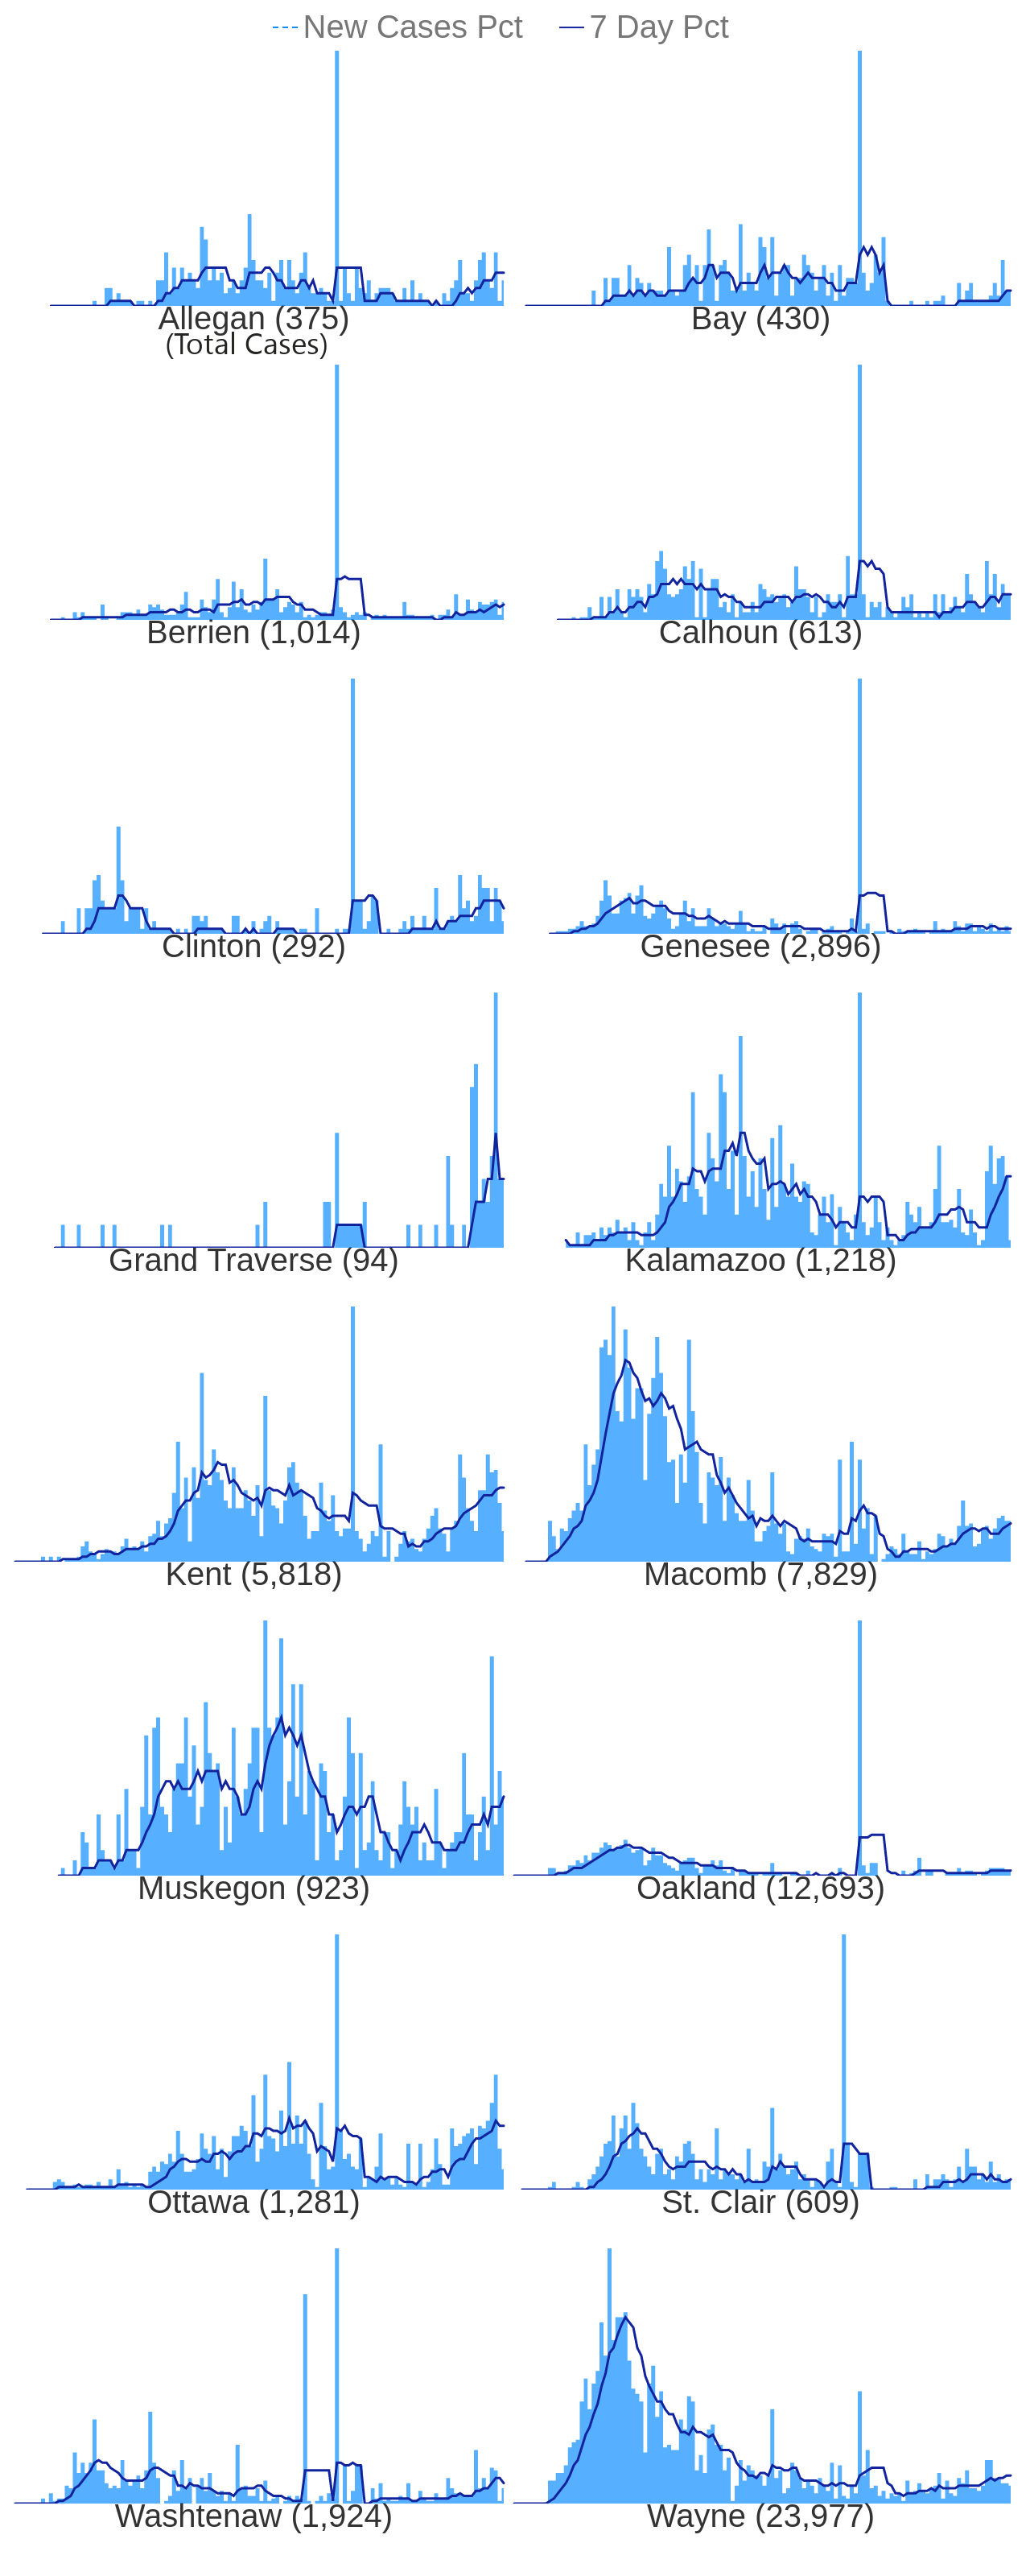 New Cases Pct 7 Day Pct
Allegan (375) Bay (430)
(Total Cases)
Berrien (1,014) Calhoun (613)
Clinton (292) Genesee (2,896)
Grand Traverse (94) Kalamazoo (1,218)
Kent (5,818) Macomb (7,829)
Muskegon (923) Oakland (12,693)
Ottawa (1,281) St. Clair (609)
Washtenaw (1,924) Wayne (23,977)